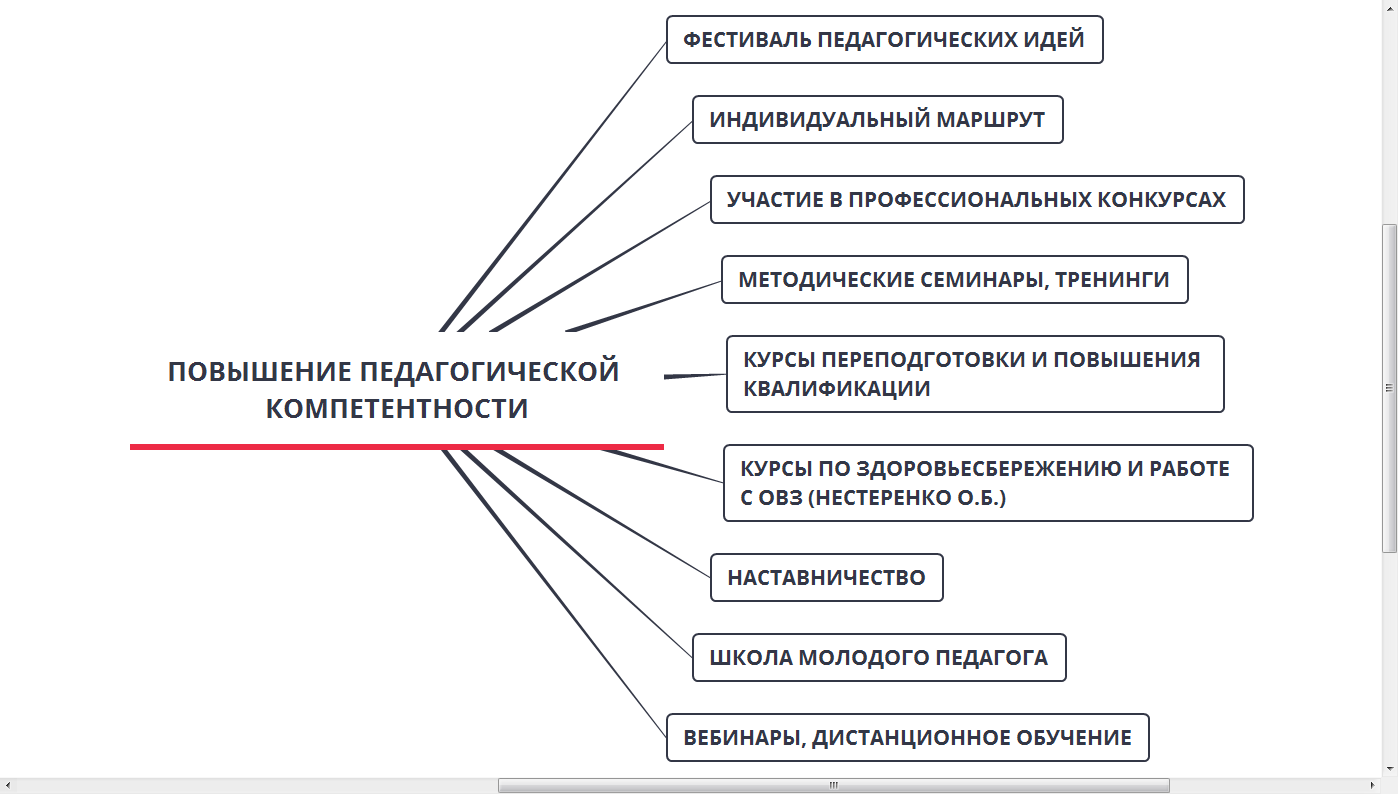 ФЕСТИВАЛЬ ПЕДАГОГИЧЕСКИХ ИДЕЙ
ИНДИВИДУАЛЬНЫЙ МАРШРУТ
УЧАСТИЕ В ПРОФЕССИОНАЛЬНЫХ КОНКУРСАХ
МЕТОДИЧЕСКИЕ СЕМИНАРЫ, ТРЕНИНГИ
ПОВЫШЕНИЕ ПЕДАГОГИЧЕСКОЙ
КОМПЕТЕНТНОСТИ
КУРСЫ ПЕРЕПОДГОТОВКИ И ПОВЫШЕНИЯ
КВАЛИФИКАЦИИ
КУРСЫ ПО ЗДОРОВЬЕСБЕРЕЖЕНИЮ И РАБОТЕ
С ОВЗ (НЕСТЕРЕНКО О.Б.)
НАСТАВНИЧЕСТВО
ШКОЛА МОЛОДОГО ПЕДАГОГА
ВЕБИНАРЫ, ДИСТАНЦИОННОЕ ОБУЧЕНИЕ